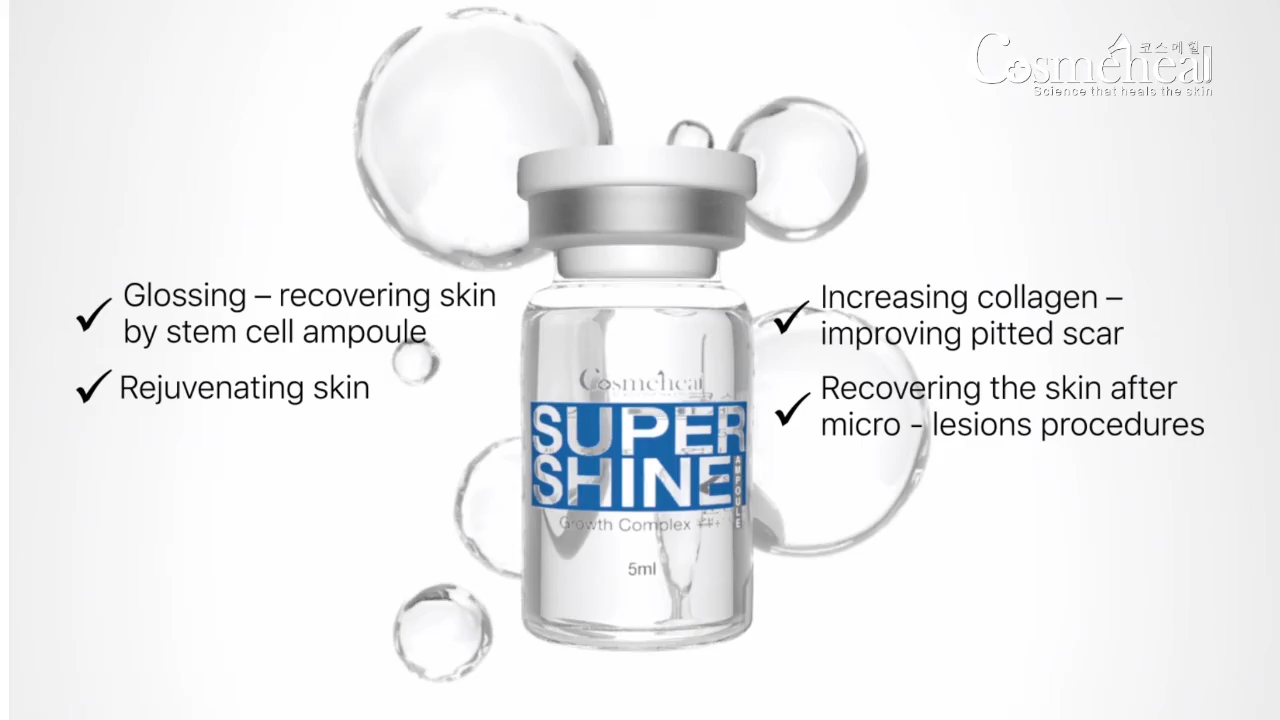 코스메힐
Cosmeheal
Science that heals the skin
Glossing – recovering skin
by stem cell ampoule
Rejuvenating skin
Increasing collagen –
improving pitted scar
Recovering the skin after
micro - lesions procedures
Cosmeheal
SUPER
SHINE
AMPOULE
Growth Complex
5ml